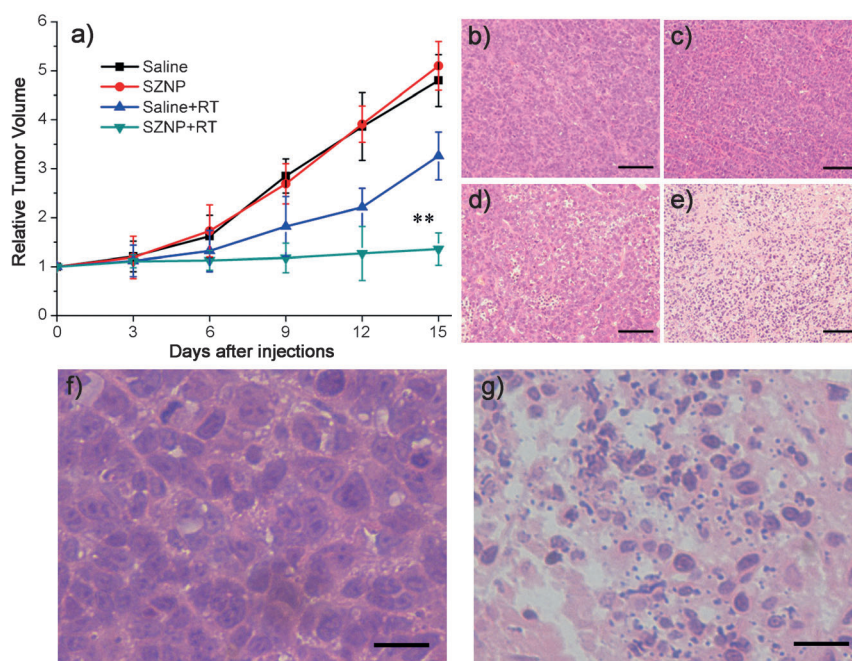 a)
6
5
4
3
2
1
0
Relative Tumor Volume
Saline
SZNP
Saline+RT
SZNP+RT
**
0 3 6 9 12 15
Days after injections
b)
c)
d)
e)
f)
g)